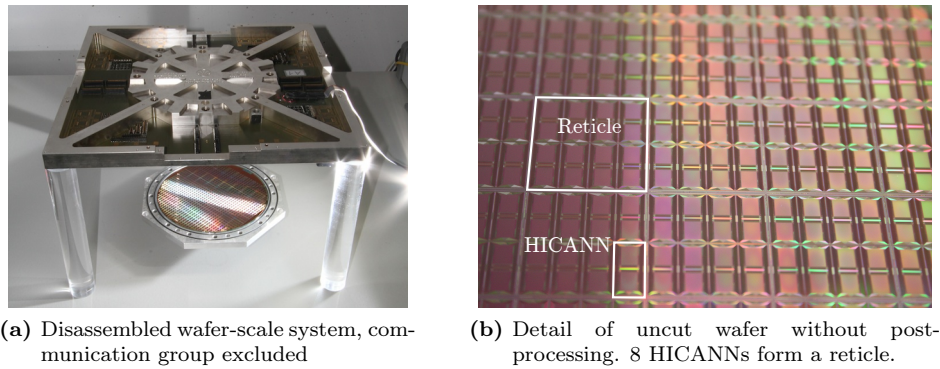 Reticle
HICANN
(a) Disassembled wafer-scale system, com-
munication group excluded
(b) Detail of uncut wafer without post-
processing. 8 HICANNs form a reticle.